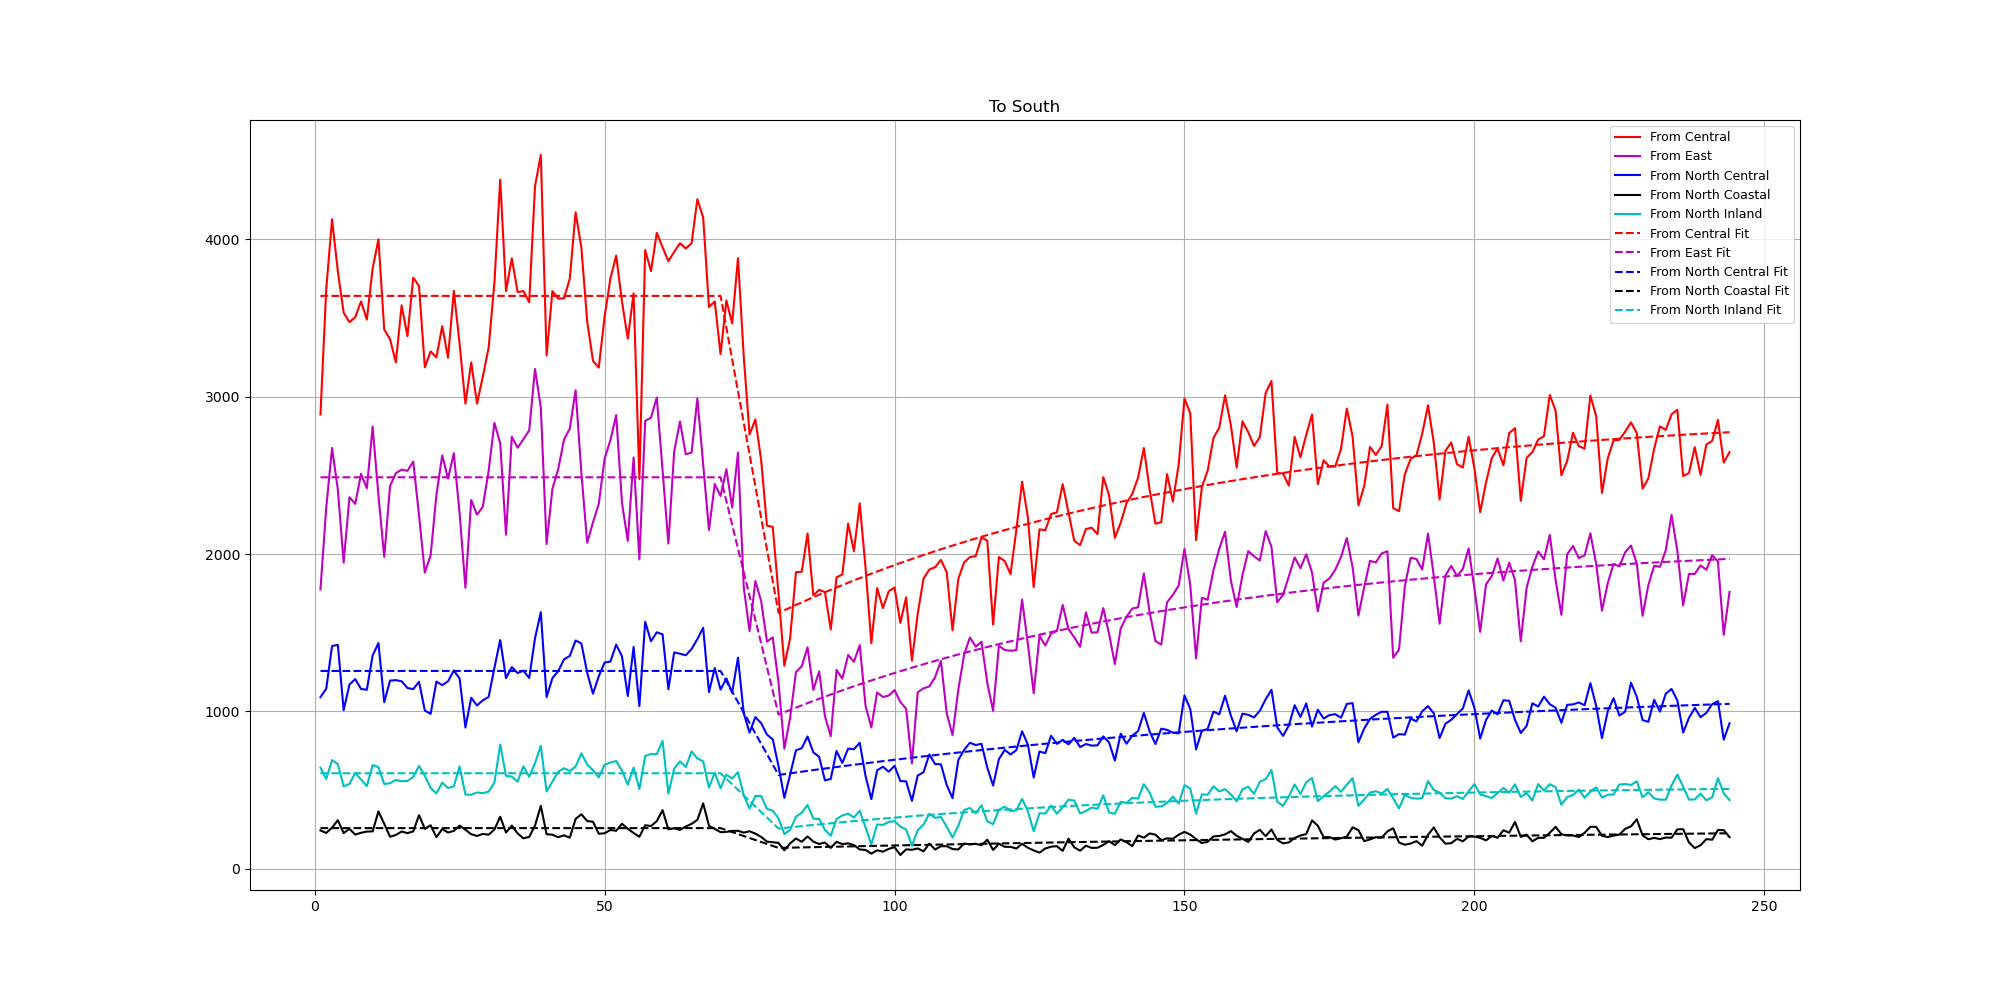 To South
From Central
From East
From North Central
From North Coastal
From North Inland
From Central Fit
From East Fit
From North Central Fit
From North Coastal Fit
From North Inland Fit
4000
3000
2000
1000
0
0 50 100 150 200 250